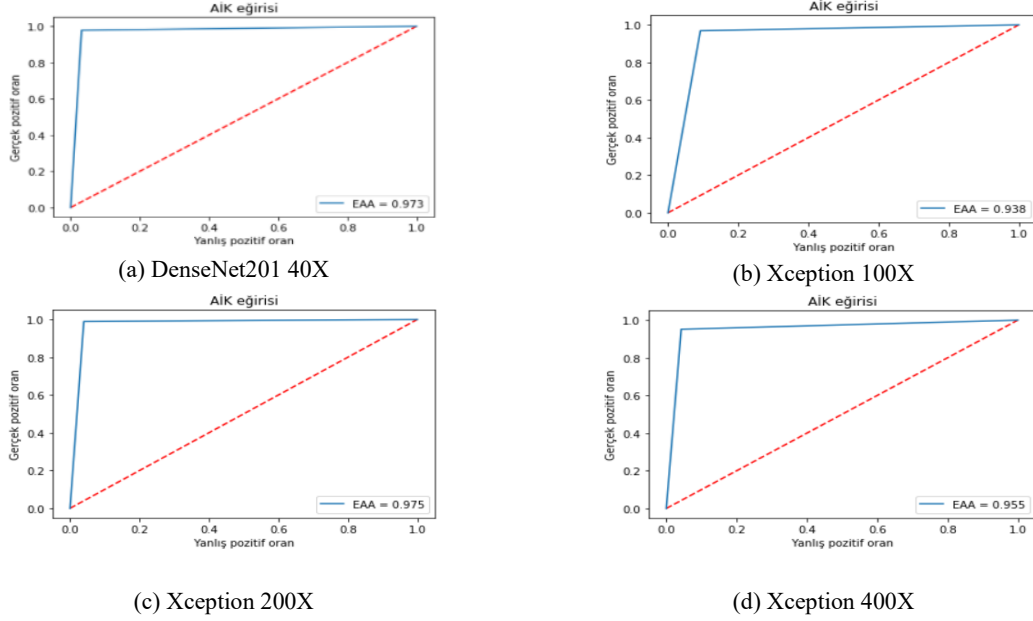 AİK eğrisi
Gerçek pozitif oran
1.0
0.8
0.6
0.4
0.2
0.0
EAA = 0.973
0.0 0.2 0.4 0.6 0.8 1.0
Yanlış pozitif oran
(a) DenseNet201 40X
AİK eğrisi
Gerçek pozitif oran
1.0
0.8
0.6
0.4
0.2
0.0
EAA = 0.938
0.0 0.2 0.4 0.6 0.8 1.0
Yanlış pozitif oran
(b) Xception 100X
AİK eğrisi
Gerçek pozitif oran
1.0
0.8
0.6
0.4
0.2
0.0
EAA = 0.975
0.0 0.2 0.4 0.6 0.8 1.0
Yanlış pozitif oran
(c) Xception 200X
AİK eğrisi
Gerçek pozitif oran
1.0
0.8
0.6
0.4
0.2
0.0
EAA = 0.955
0.0 0.2 0.4 0.6 0.8 1.0
Yanlış pozitif oran
(d) Xception 400X